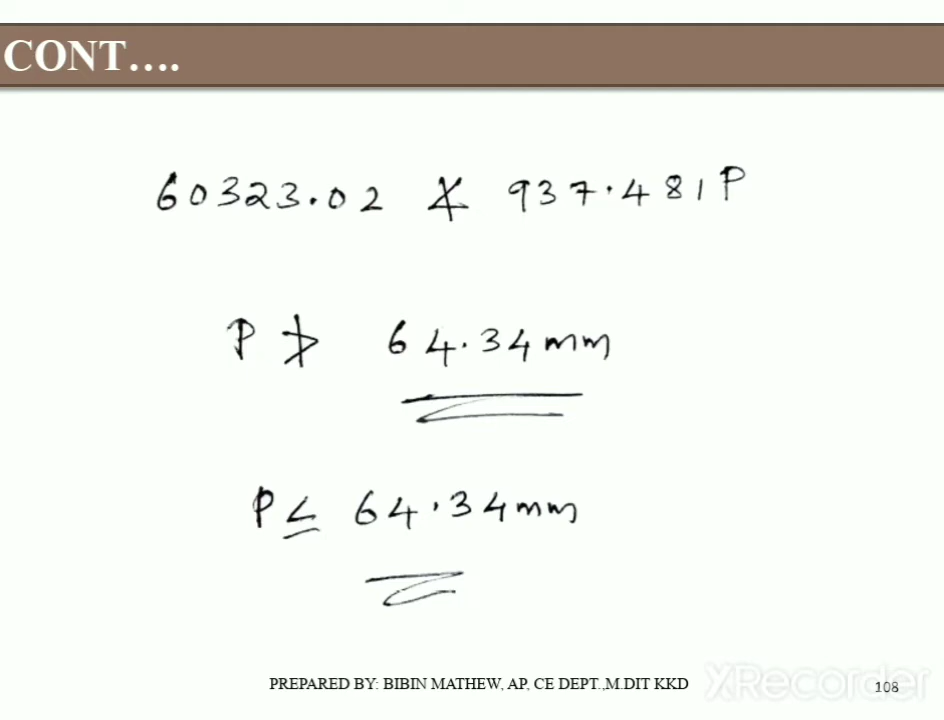 CONT….
60323.02 ≮ 937.481P
P ≯ 64.34mm
P ≤ 64.34mm
PREPARED BY: BIBIN MATHEW, AP, CE DEPT.,M.DIT KKD
XRecorder
108